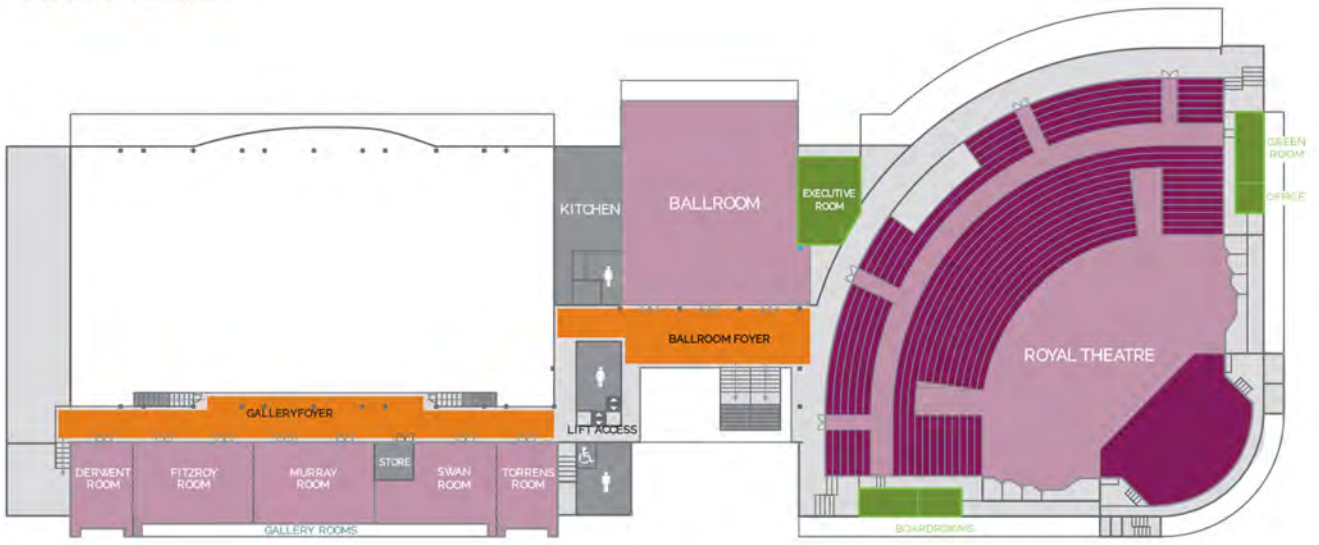 GREEN
ROOM
KITCHEN
BALLROOM
EXECUTIVE
ROOM
OFFICE
BALLROOM FOYER
ROYAL THEATRE
GALLERYFOYER
LIFT ACCESS
DERWENT
ROOM
FITZROY
ROOM
MURRAY
ROOM
STORE
SWAN
ROOM
TORRENS
ROOM
GALLERY ROOMS
BOARDROOMS